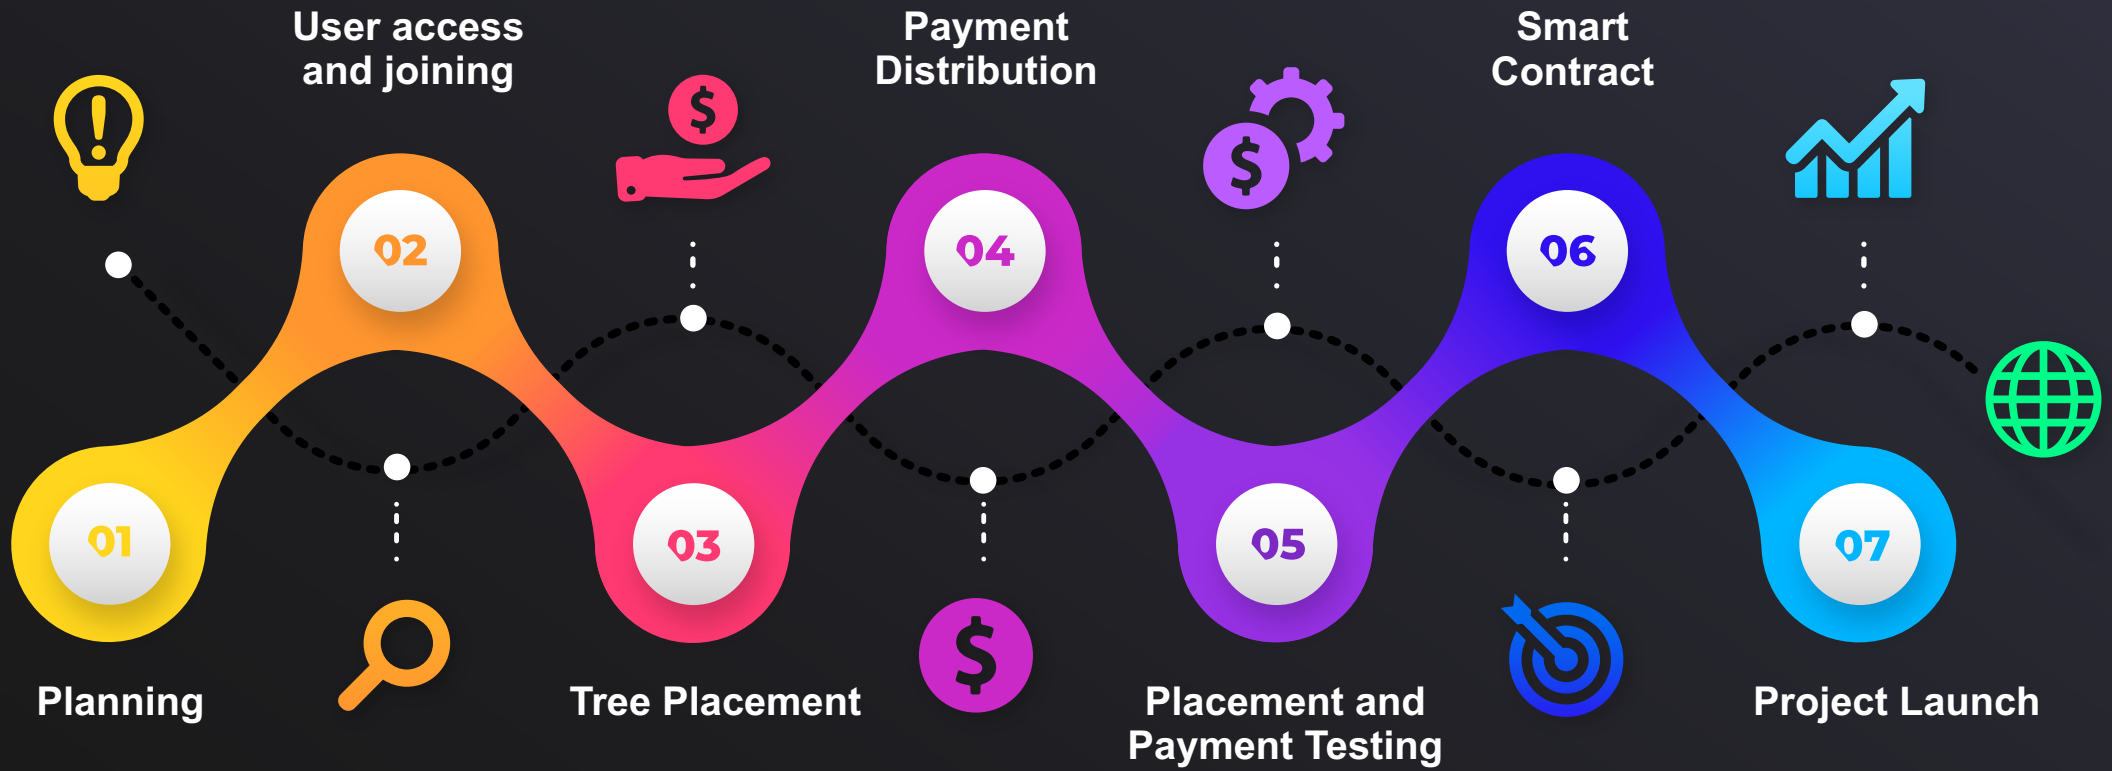 User access
and joining
Payment
Distribution
Smart
Contract
$
$
02
04
06
01
03
05
07
$
Planning
Tree Placement
Placement and
Payment Testing
Project Launch